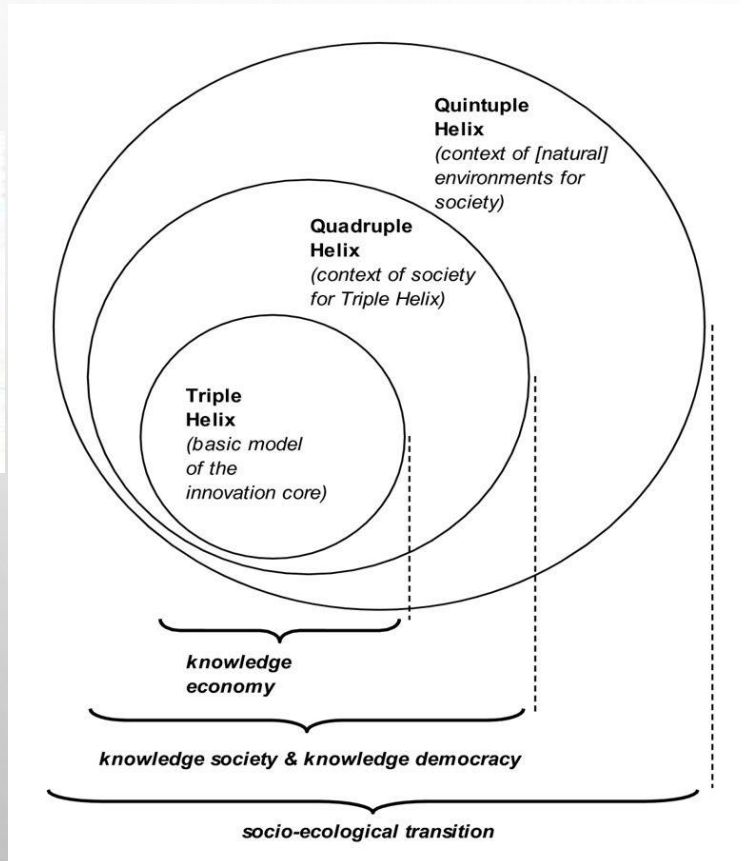 Quintuple
Helix
(context of [natural]
environments for
society)
Quadruple
Helix
(context of society
for Triple Helix)
Triple
Helix
(basic model
of the
innovation core)
knowledge
economy
knowledge society & knowledge democracy
socio-ecological transition